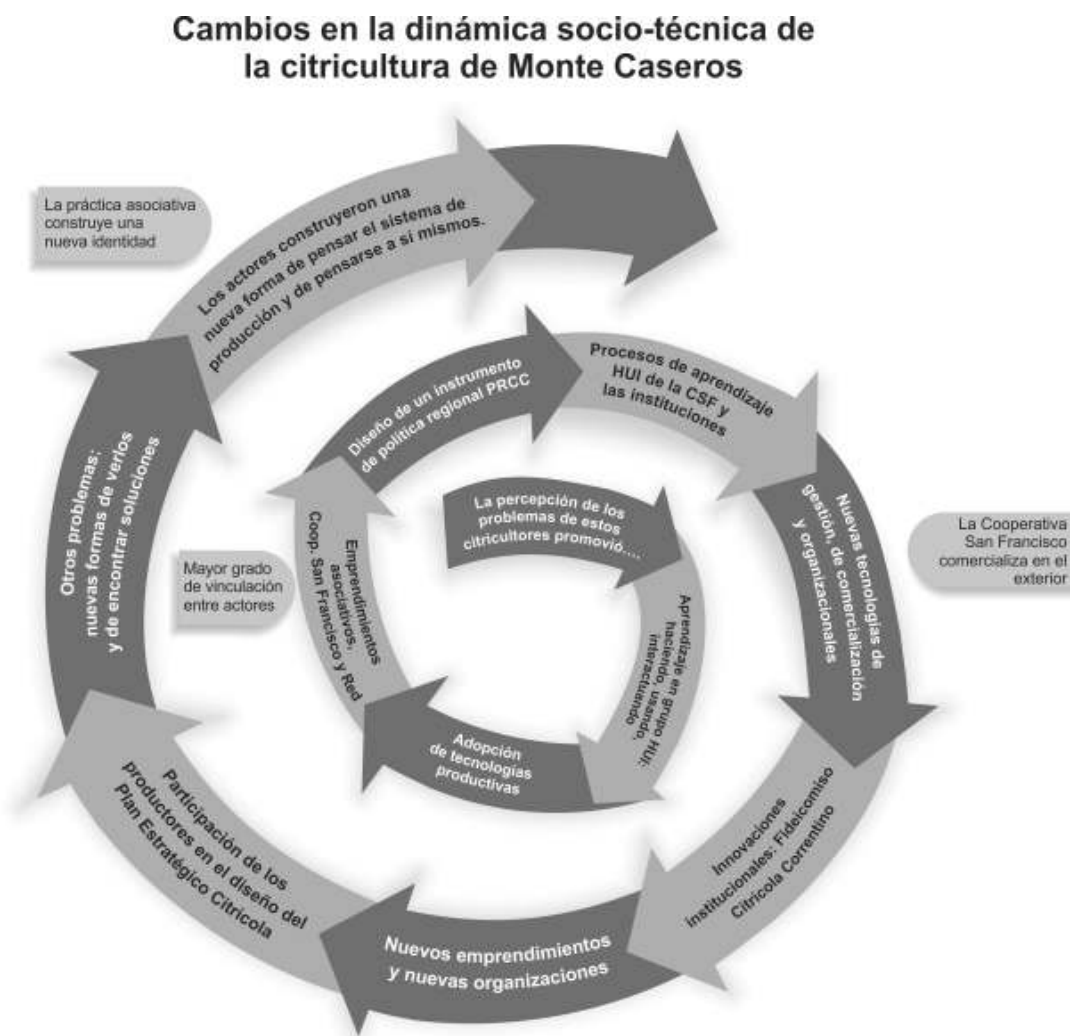 Cambios en la dinámica socio-técnica de
la citricultura de Monte Caseros
La percepción de los
problemas de estos
citricultores promovió....
Aprendizaje en grupo HUI:
haciendo, usando,
interactuando,
Adopción
de tecnologías
productivas
Emprendimientos
asociativos,
Coop. San Francisco y Red
Mayor grado
de vinculación
entre actores
Diseño de un instrumento
de política regional PRCC
Procesos de aprendizaje
HUI de la CSF y
las instituciones
Nuevas tecnologías de
gestión, de comercialización
y organizacionales
La Cooperativa
San Francisco
comercializa en el
exterior
Innovaciones
institucionales: Fideicomiso
Citrícola Correntino
Nuevos emprendimientos
y nuevas organizaciones
Participación de los
productores en el diseño del
Plan Estratégico Citrícola
Otros problemas:
nuevas formas de verlos
y de encontrar soluciones
La práctica asociativa
construye una
nueva identidad
Los actores construyeron una
nueva forma de pensar el sistema de
producción y de pensarse a sí mismos.